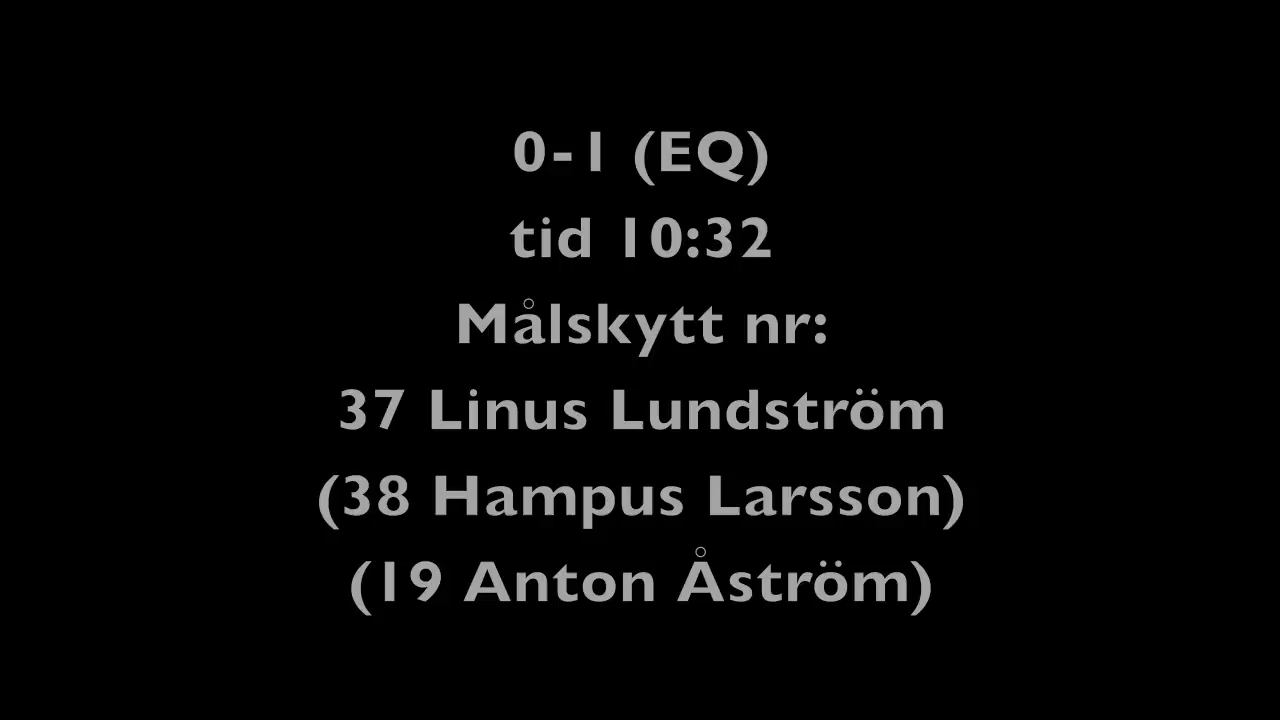 0-1 (EQ)
tid 10:32
Målskytt nr:
37 Linus Lundström
(38 Hampus Larsson)
(19 Anton Åström)